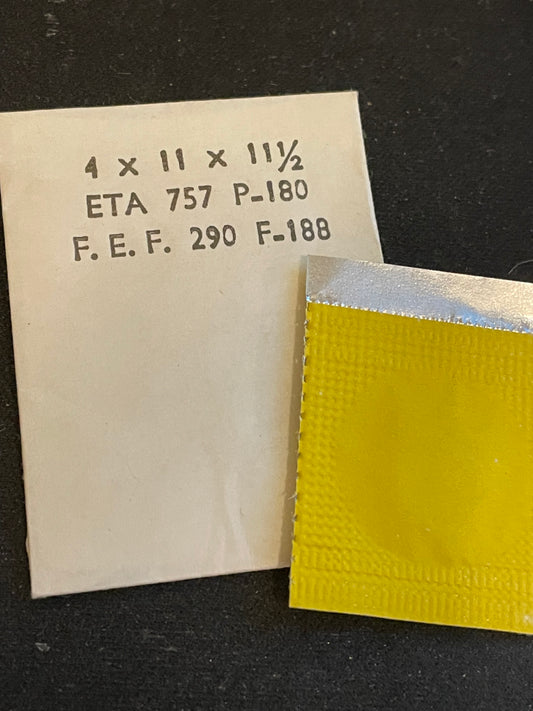 4 x 11 x 11½
ETA 757 P-180
F. E. F. 290 F-188